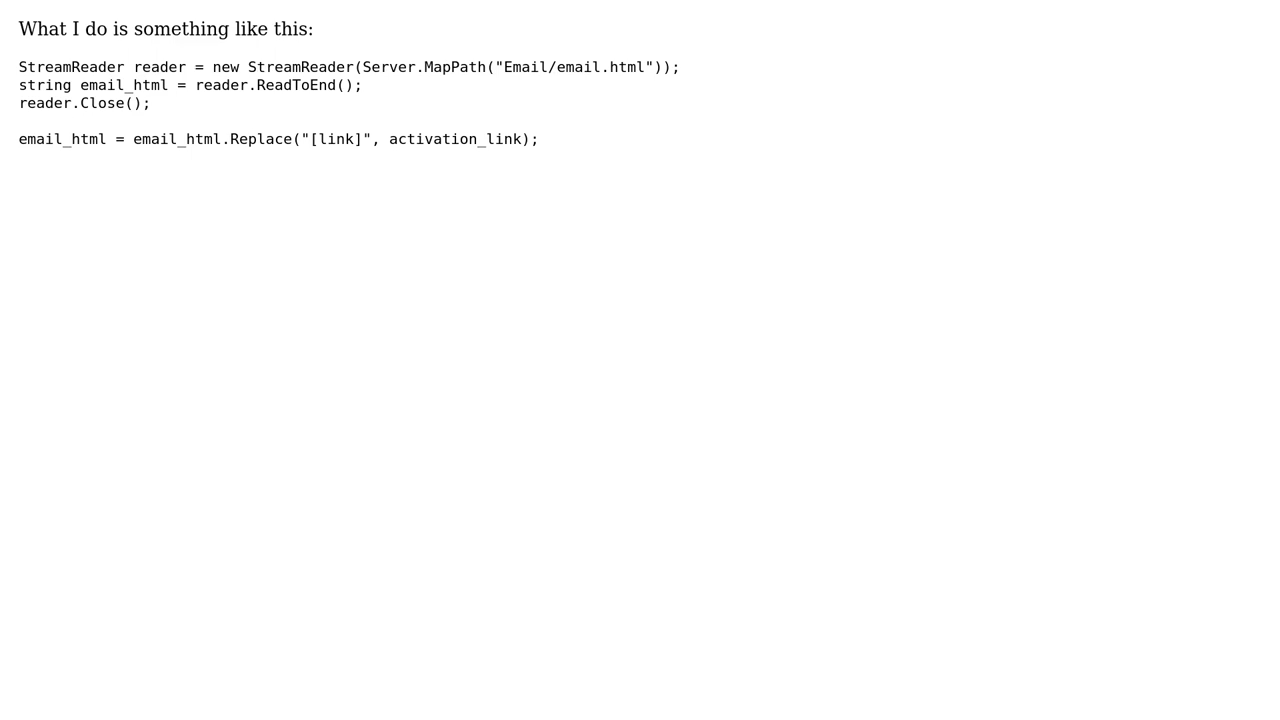 What I do is something like this:
StreamReader reader = new StreamReader(Server.MapPath("Email/email.html"));
string email_html = reader.ReadToEnd();
reader.Close();
email_html = email_html.Replace("[link]", activation_link);